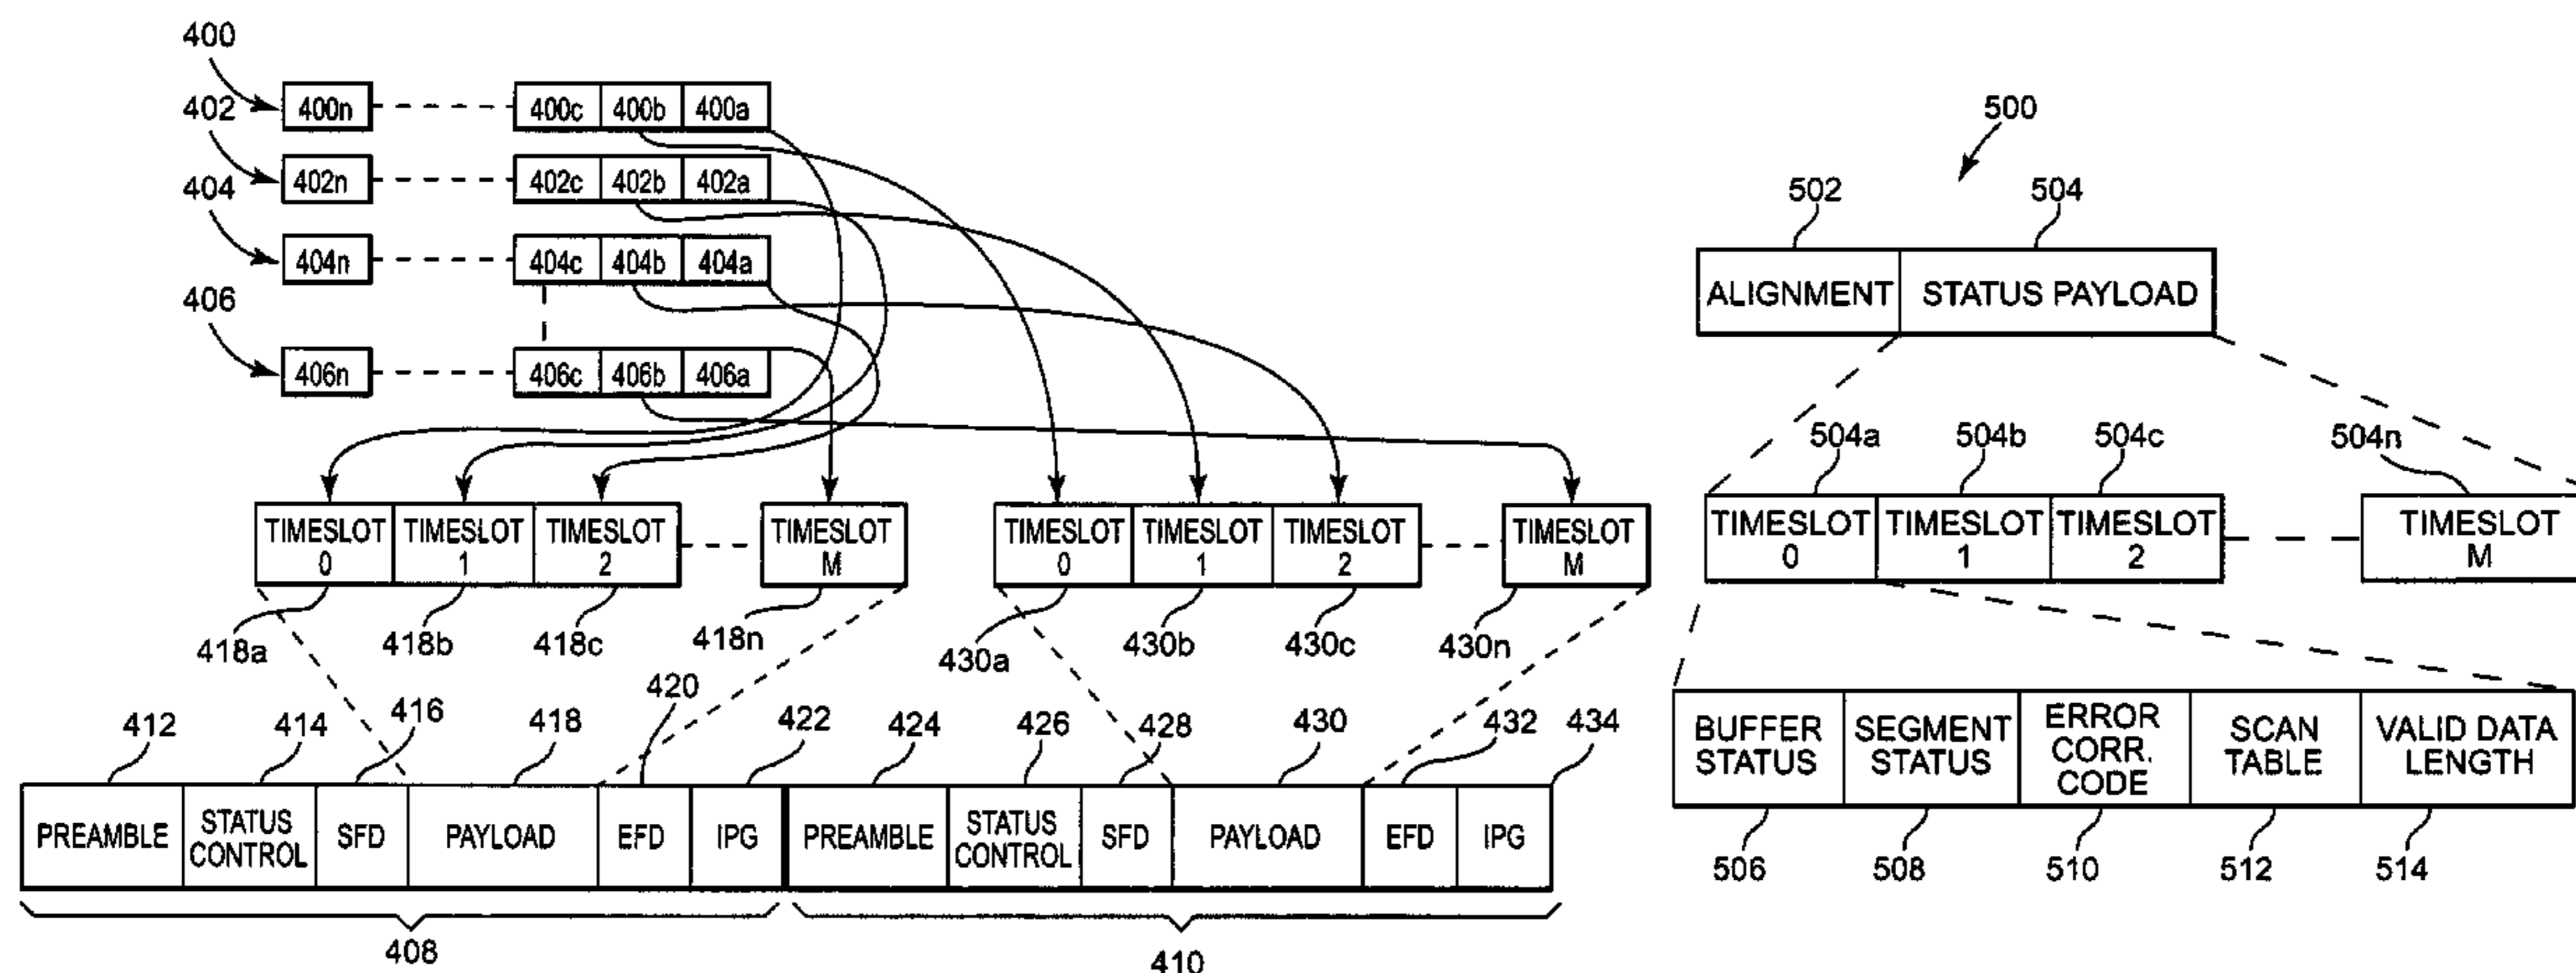 400
400n 400c 400b 400a
402
402n 402c 402b 402a
404
404n 404c 404b 404a
406
406n 406c 406b 406a
TIMESLOT 0 TIMESLOT 1 TIMESLOT 2 TIMESLOT M
TIMESLOT 0 TIMESLOT 1 TIMESLOT 2 TIMESLOT M
418a 418b 418c 418n 430a 430b 430c 430n
412 414 416 418 420 422 424 426 428 430 432 434
PREAMBLE STATUS CONTROL SFD PAYLOAD EFD IPG PREAMBLE STATUS CONTROL SFD PAYLOAD EFD IPG
408 410
500
502 504
ALIGNMENT STATUS PAYLOAD
504a 504b 504c 504n
TIMESLOT 0 TIMESLOT 1 TIMESLOT 2 TIMESLOT M
BUFFER STATUS SEGMENT STATUS ERROR CORR. CODE SCAN TABLE VALID DATA LENGTH
506 508 510 512 514